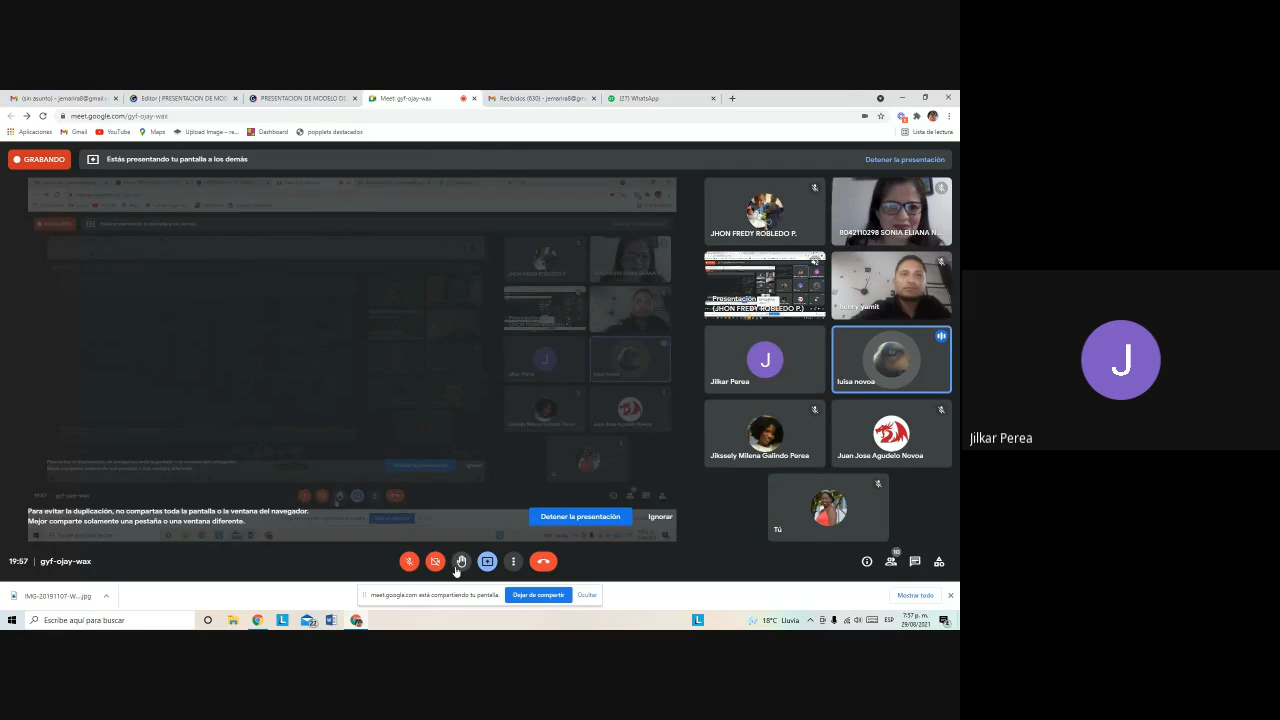 (sin asunto) - jemarira8@gmail.c
Editor | PRESENTACION DE MOD
PRESENTACION DE MODELO DE
Meet: gyf-ojay-wax
Recibidos (630) - jemarira8@gm
(27) WhatsApp
meet.google.com/gyf-ojay-wax
Aplicaciones
Gmail
YouTube
Maps
Upload Image – re...
Dashboard
popplets destacados
Lista de lectura
GRABANDO
Estás presentando tu pantalla a los demás
Detener la presentación
JHON FREDY ROBLEDO P.
8042110298 SONIA ELIANA N...
Presentación
(JHON FREDY ROBLEDO P.)
henry yamit
Jilkar Perea
luisa novoa
Jikssely Milena Galindo Perea
Juan Jose Agudelo Novoa
Tú
J
J
Jilkar Perea
Para evitar la duplicación, no compartas toda la pantalla o la ventana del navegador.
Mejor comparte solamente una pestaña o una ventana diferente.
Detener la presentación
Ignorar
19:57 | gyf-ojay-wax
10
IMG-20191107-W....jpg
meet.google.com está compartiendo tu pantalla.
Dejar de compartir
Ocultar
Mostrar todo
Escribe aquí para buscar
18°C Lluvia
ESP
7:57 p. m.
29/08/2021